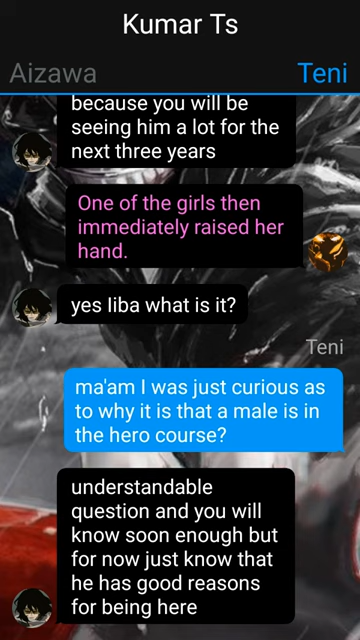 Kumar Ts
Aizawa
Teni
because you will be
seeing him a lot for the
next three years
One of the girls then
immediately raised her
hand.
yes Iiba what is it?
Teni
ma'am I was just curious as
to why it is that a male is in
the hero course?
understandable
question and you will
know soon enough but
for now just know that
he has good reasons
for being here